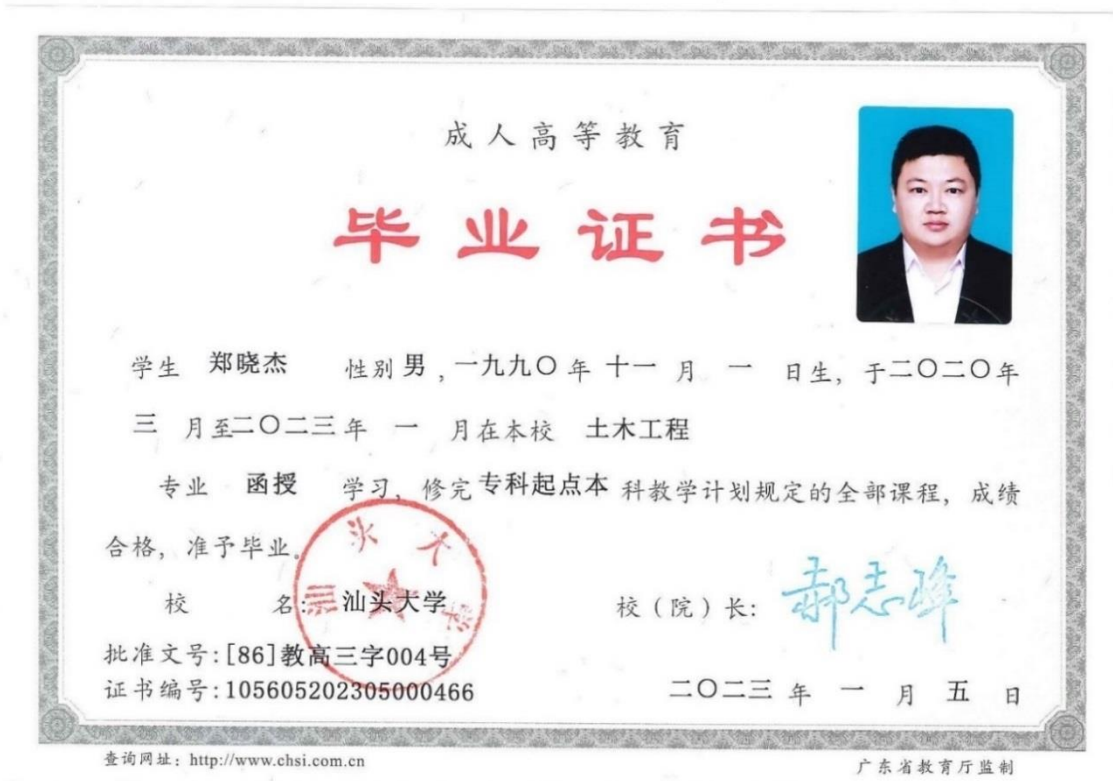 成人高等教育
毕业证书
学生 郑晓杰 性别 男 ,一九九〇 年 十一 月 一 日生, 于二〇二〇年
三 月至二〇二三年 一 月在本校 土木工程
专业 函授 学习, 修完 专科起点本 科教学计划规定的全部课程, 成绩
合格, 准予毕业。
汕头大学
校 名: 汕头大学 校(院)长: 郝志峰
批准文号:[86]教高三字004号
证书编号:105605202305000466 二〇二三 年 一 月 五 日
查询网址: http://www.chsi.com.cn 广东省教育厅监制